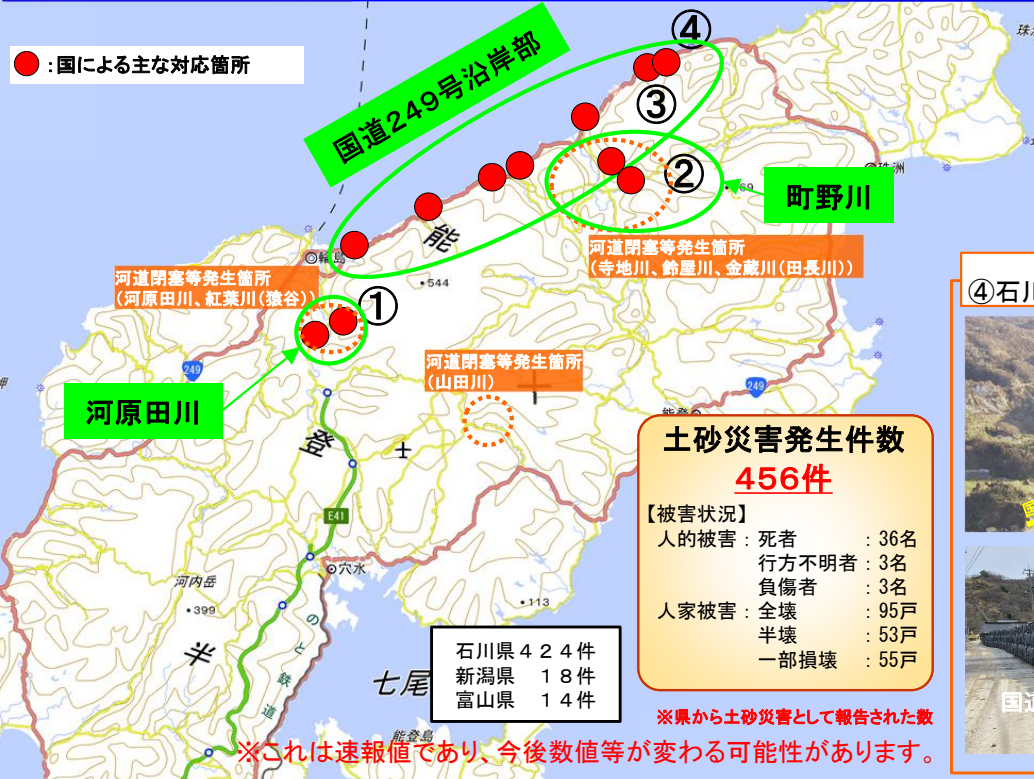 :国による主な対応箇所
国道249号沿岸部
④
③
②
町野川
珠洲
能
輪島
・544
河道閉塞等発生箇所
(寺地川、鈴屋川、金蔵川(田長川))
河道閉塞等発生箇所
(河原田川、紅葉川(猿谷))
①
249
河道閉塞等発生箇所
(山田川)
249
河原田川
登
E41
穴水
河内岳
・399
・113
のと鉄道
半
七尾
能登島
石川県424件
新潟県 18件
富山県 14件
土砂災害発生件数
456件
【被害状況】
人的被害:死者 :36名
行方不明者:3名
負傷者 :3名
人家被害:全壊 :95戸
半壊 :53戸
一部損壊 :55戸
※県から土砂災害として報告された数
※これは速報値であり、今後数値等が変わる可能性があります。
④石川
国道